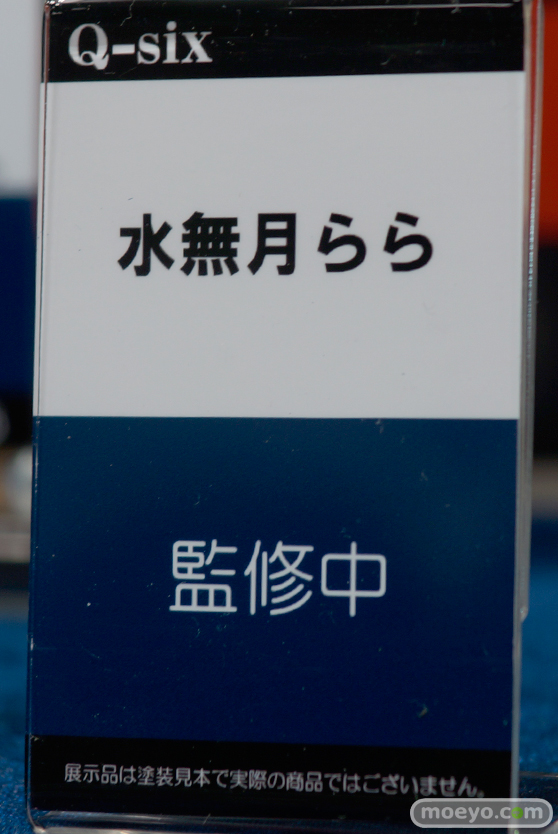 Q-six
水無月らら
監修中
展示品は塗装見本で実際の商品ではございません。
moeyo.com